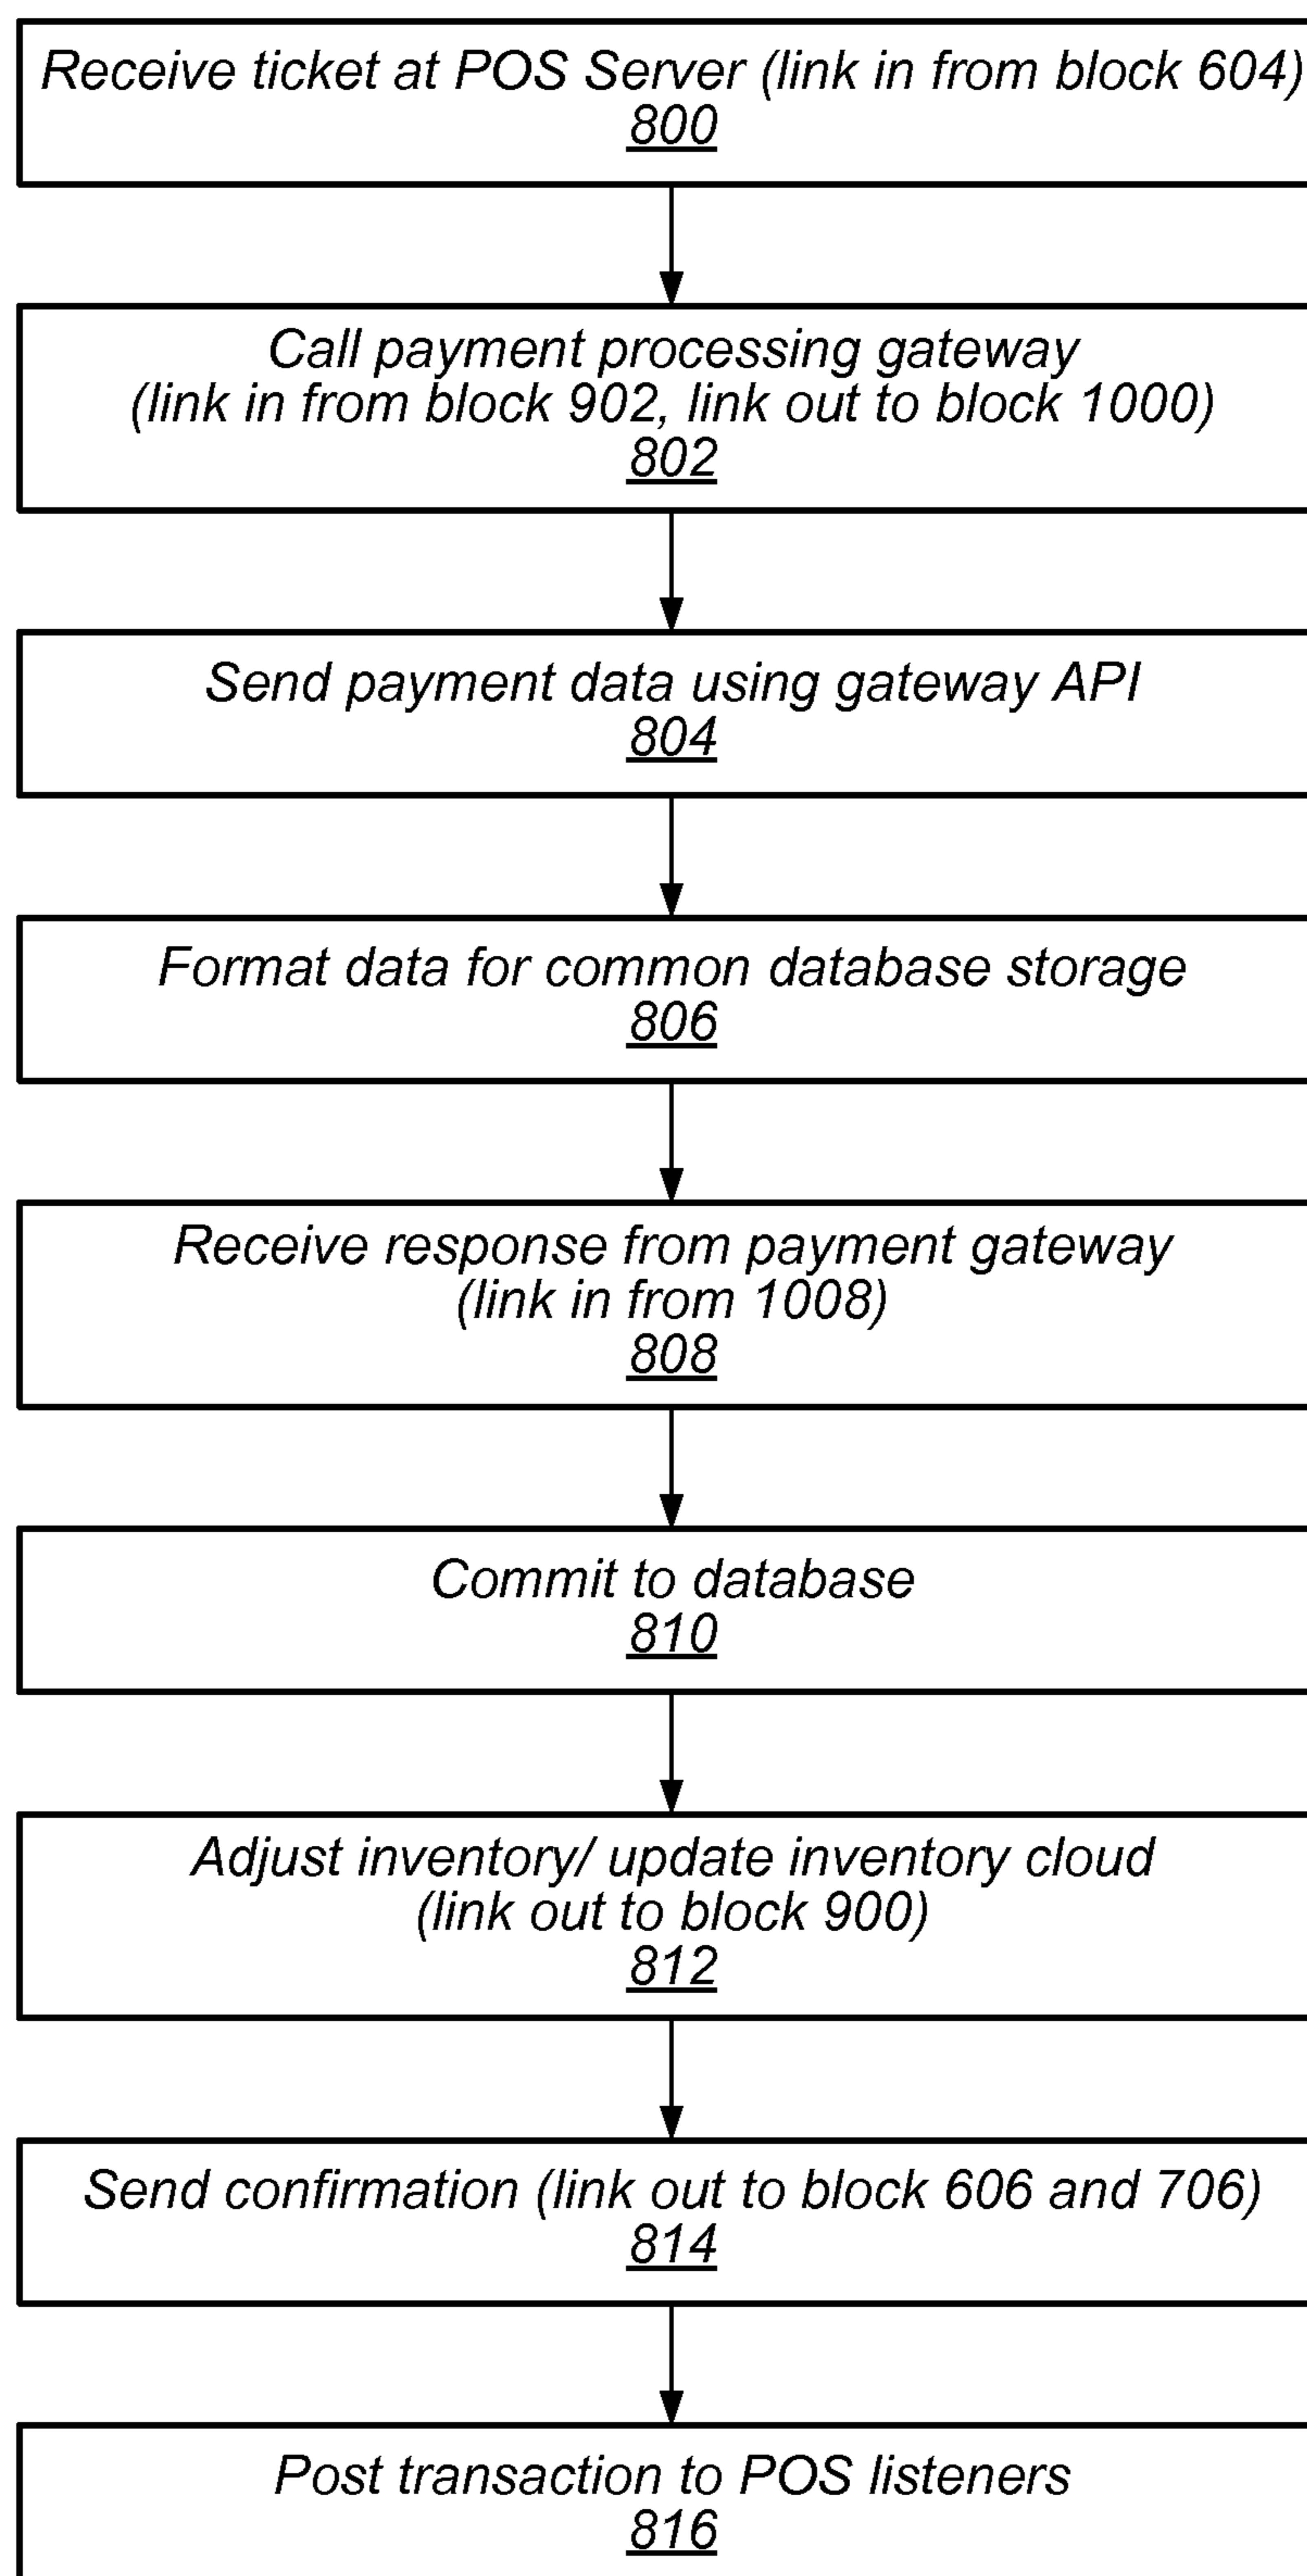 Receive ticket at POS Server (link in from block 604)
800
Call payment processing gateway
(link in from block 902, link out to block 1000)
802
Send payment data using gateway API
804
Format data for common database storage
806
Receive response from payment gateway
(link in from 1008)
808
Commit to database
810
Adjust inventory/ update inventory cloud
(link out to block 900)
812
Send confirmation (link out to block 606 and 706)
814
Post transaction to POS listeners
816